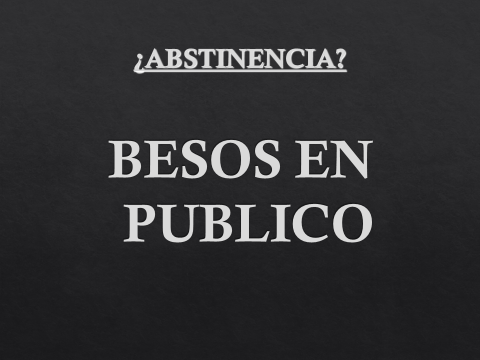 ¿ABSTINENCIA?
BESOS EN
PUBLICO